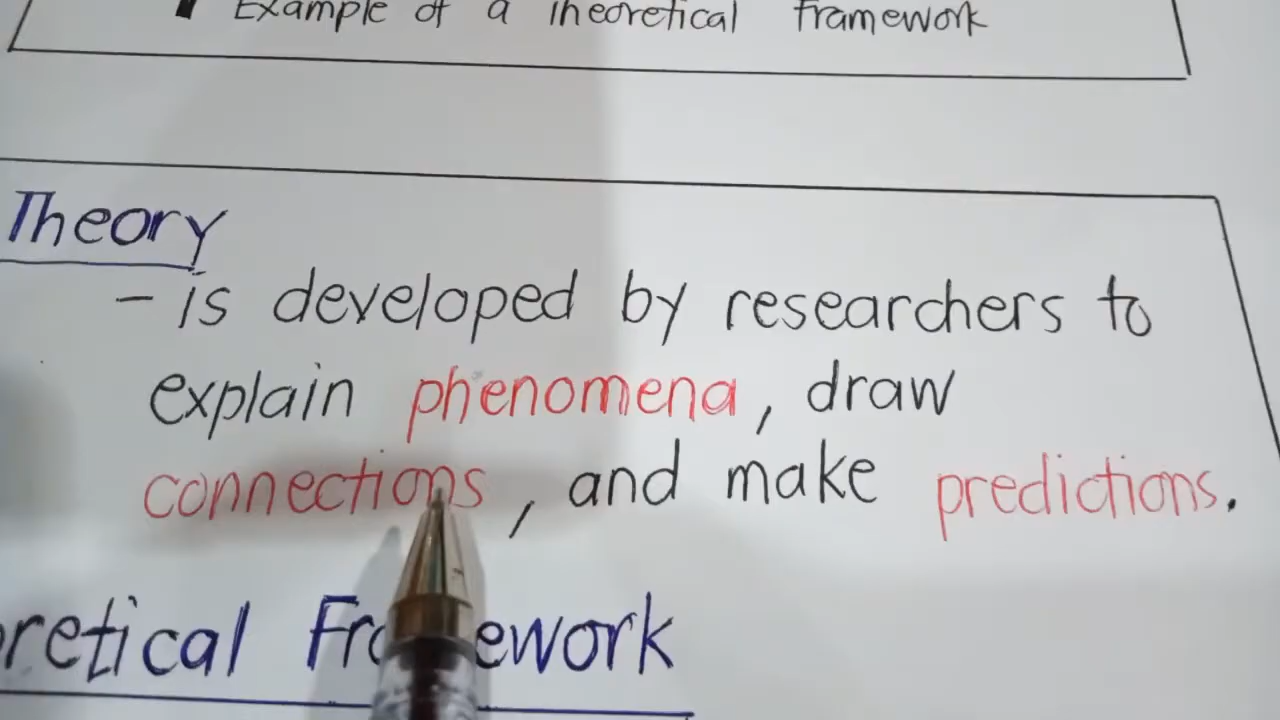 Example of a Theoretical Framework
Theory
- is developed by researchers to
explain phenomena, draw
connections, and make predictions.